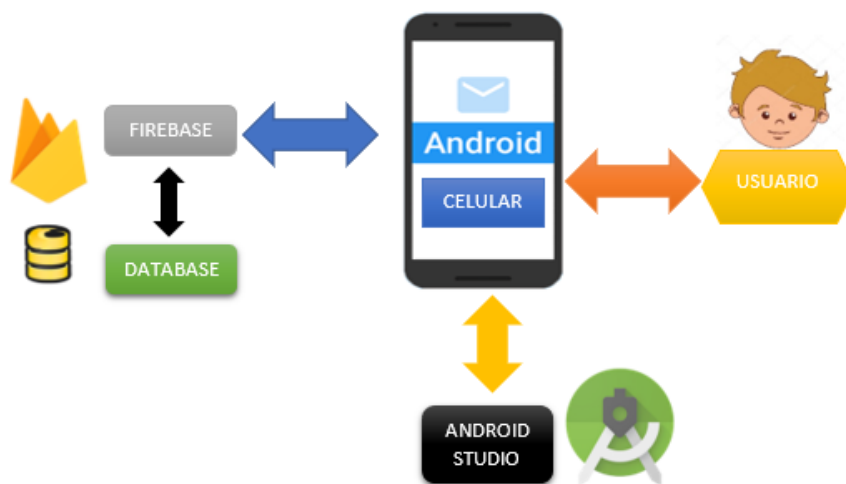 FIREBASE
DATABASE
Android
CELULAR
USUARIO
ANDROID
STUDIO